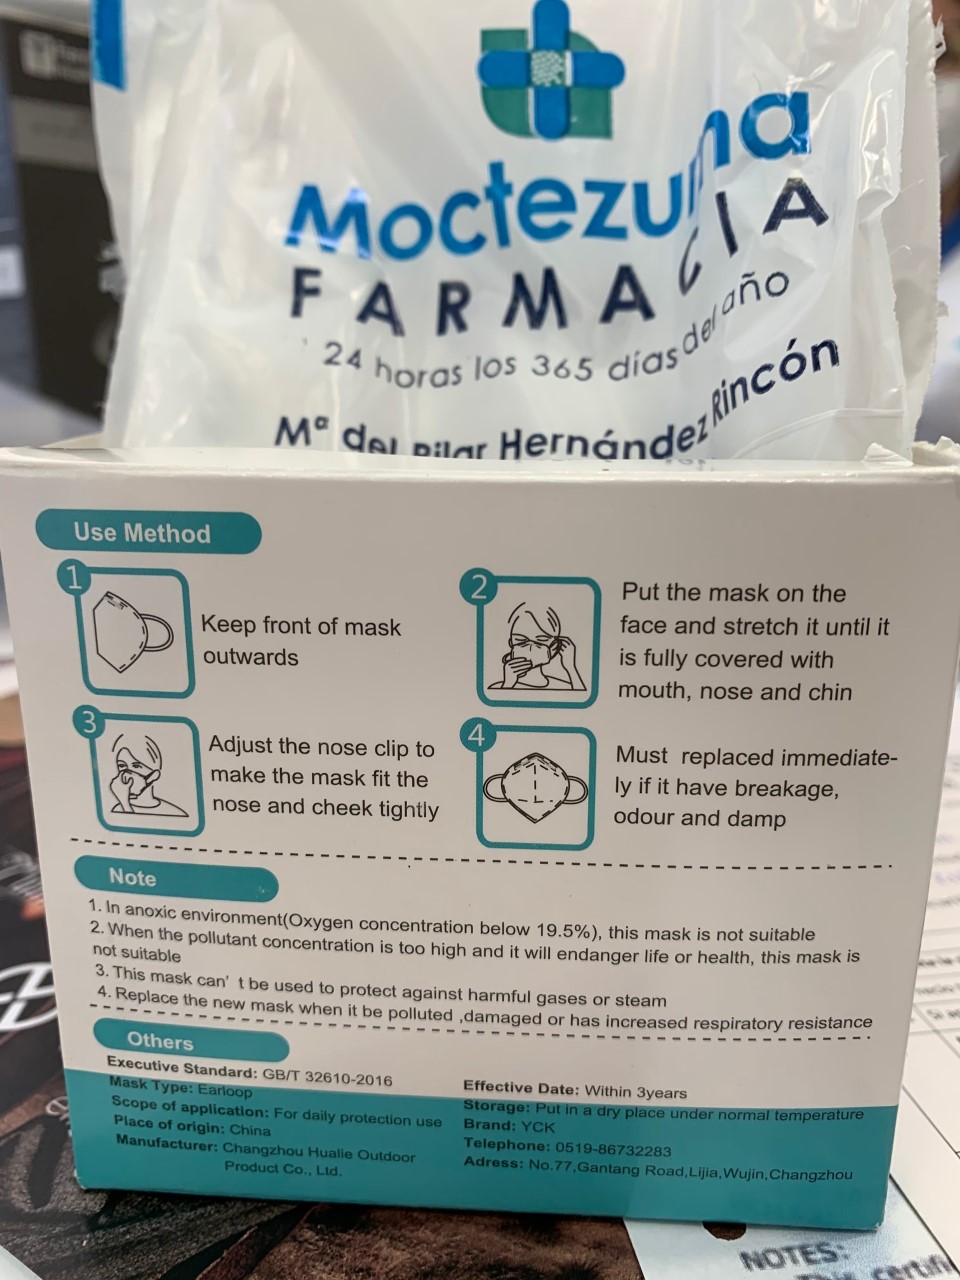 Moctezuma
FARMACIA
24 horas los 365 días del año
Mª del Pilar Hernández Rincón
Use Method
1
Keep front of mask
outwards
2
Put the mask on the
face and stretch it until it
is fully covered with
mouth, nose and chin
3
Adjust the nose clip to
make the mask fit the
nose and cheek tightly
4
Must replaced immediate-
ly if it have breakage,
odour and damp
Note
1. In anoxic environment(Oxygen concentration below 19.5%), this mask is not suitable
2. When the pollutant concentration is too high and it will endanger life or health, this mask is
not suitable
3. This mask can' t be used to protect against harmful gases or steam
4. Replace the new mask when it be polluted ,damaged or has increased respiratory resistance
Others
Executive Standard: GB/T 32610-2016
Mask Type: Earloop
Scope of application: For daily protection use
Place of origin: China
Manufacturer: Changzhou Hualie Outdoor
Product Co., Ltd.
Effective Date: Within 3years
Storage: Put in a dry place under normal temperature
Brand: YCK
Telephone: 0519-86732283
Adress: No.77,Gantang Road,Lijia,Wujin,Changzhou
NOTES: